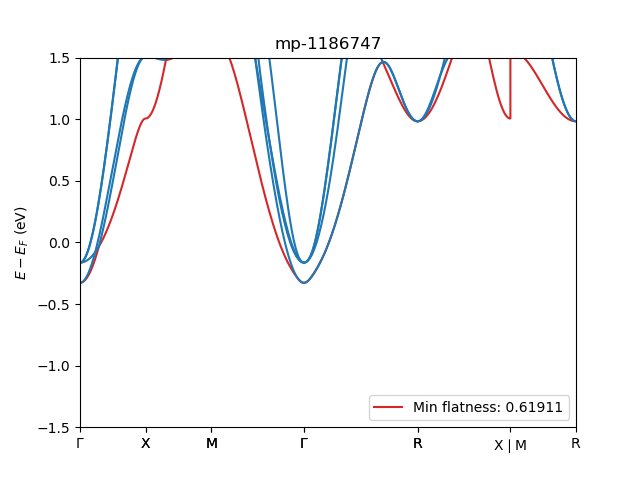 mp-1186747
1.5
1.0
0.5
0.0
−0.5
−1.0
−1.5
E − E_F (eV)
Min flatness: 0.61911
Γ X M Γ R X | M R